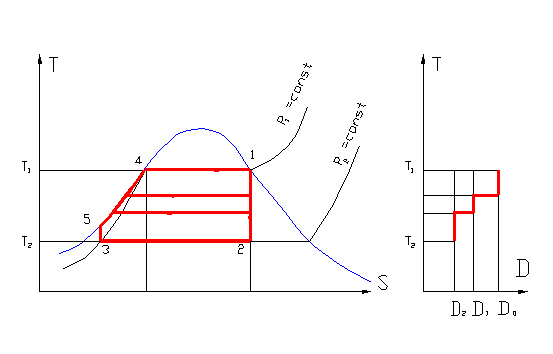 T
P₁ =const
P₂ =const
T
T₁
4
1
T₁
5
T₂
3
2
T₂
S
D
D₂ D₁ D₀